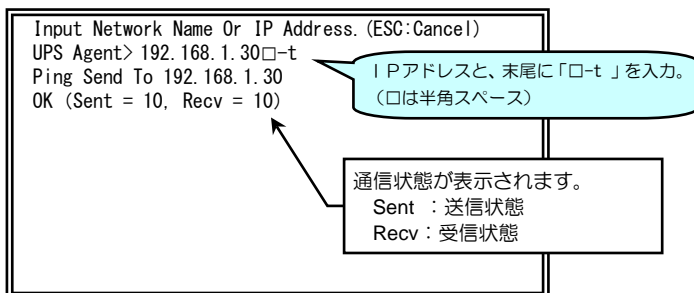 Input Network Name Or IP Address.(ESC:Cancel)
UPS Agent> 192.168.1.30□-t
Ping Send To 192.168.1.30
OK (Sent = 10, Recv = 10)
ＩＰアドレスと、末尾に「□-t 」を入力。
（□は半角スペース）
通信状態が表示されます。
Sent ：送信状態
Recv：受信状態